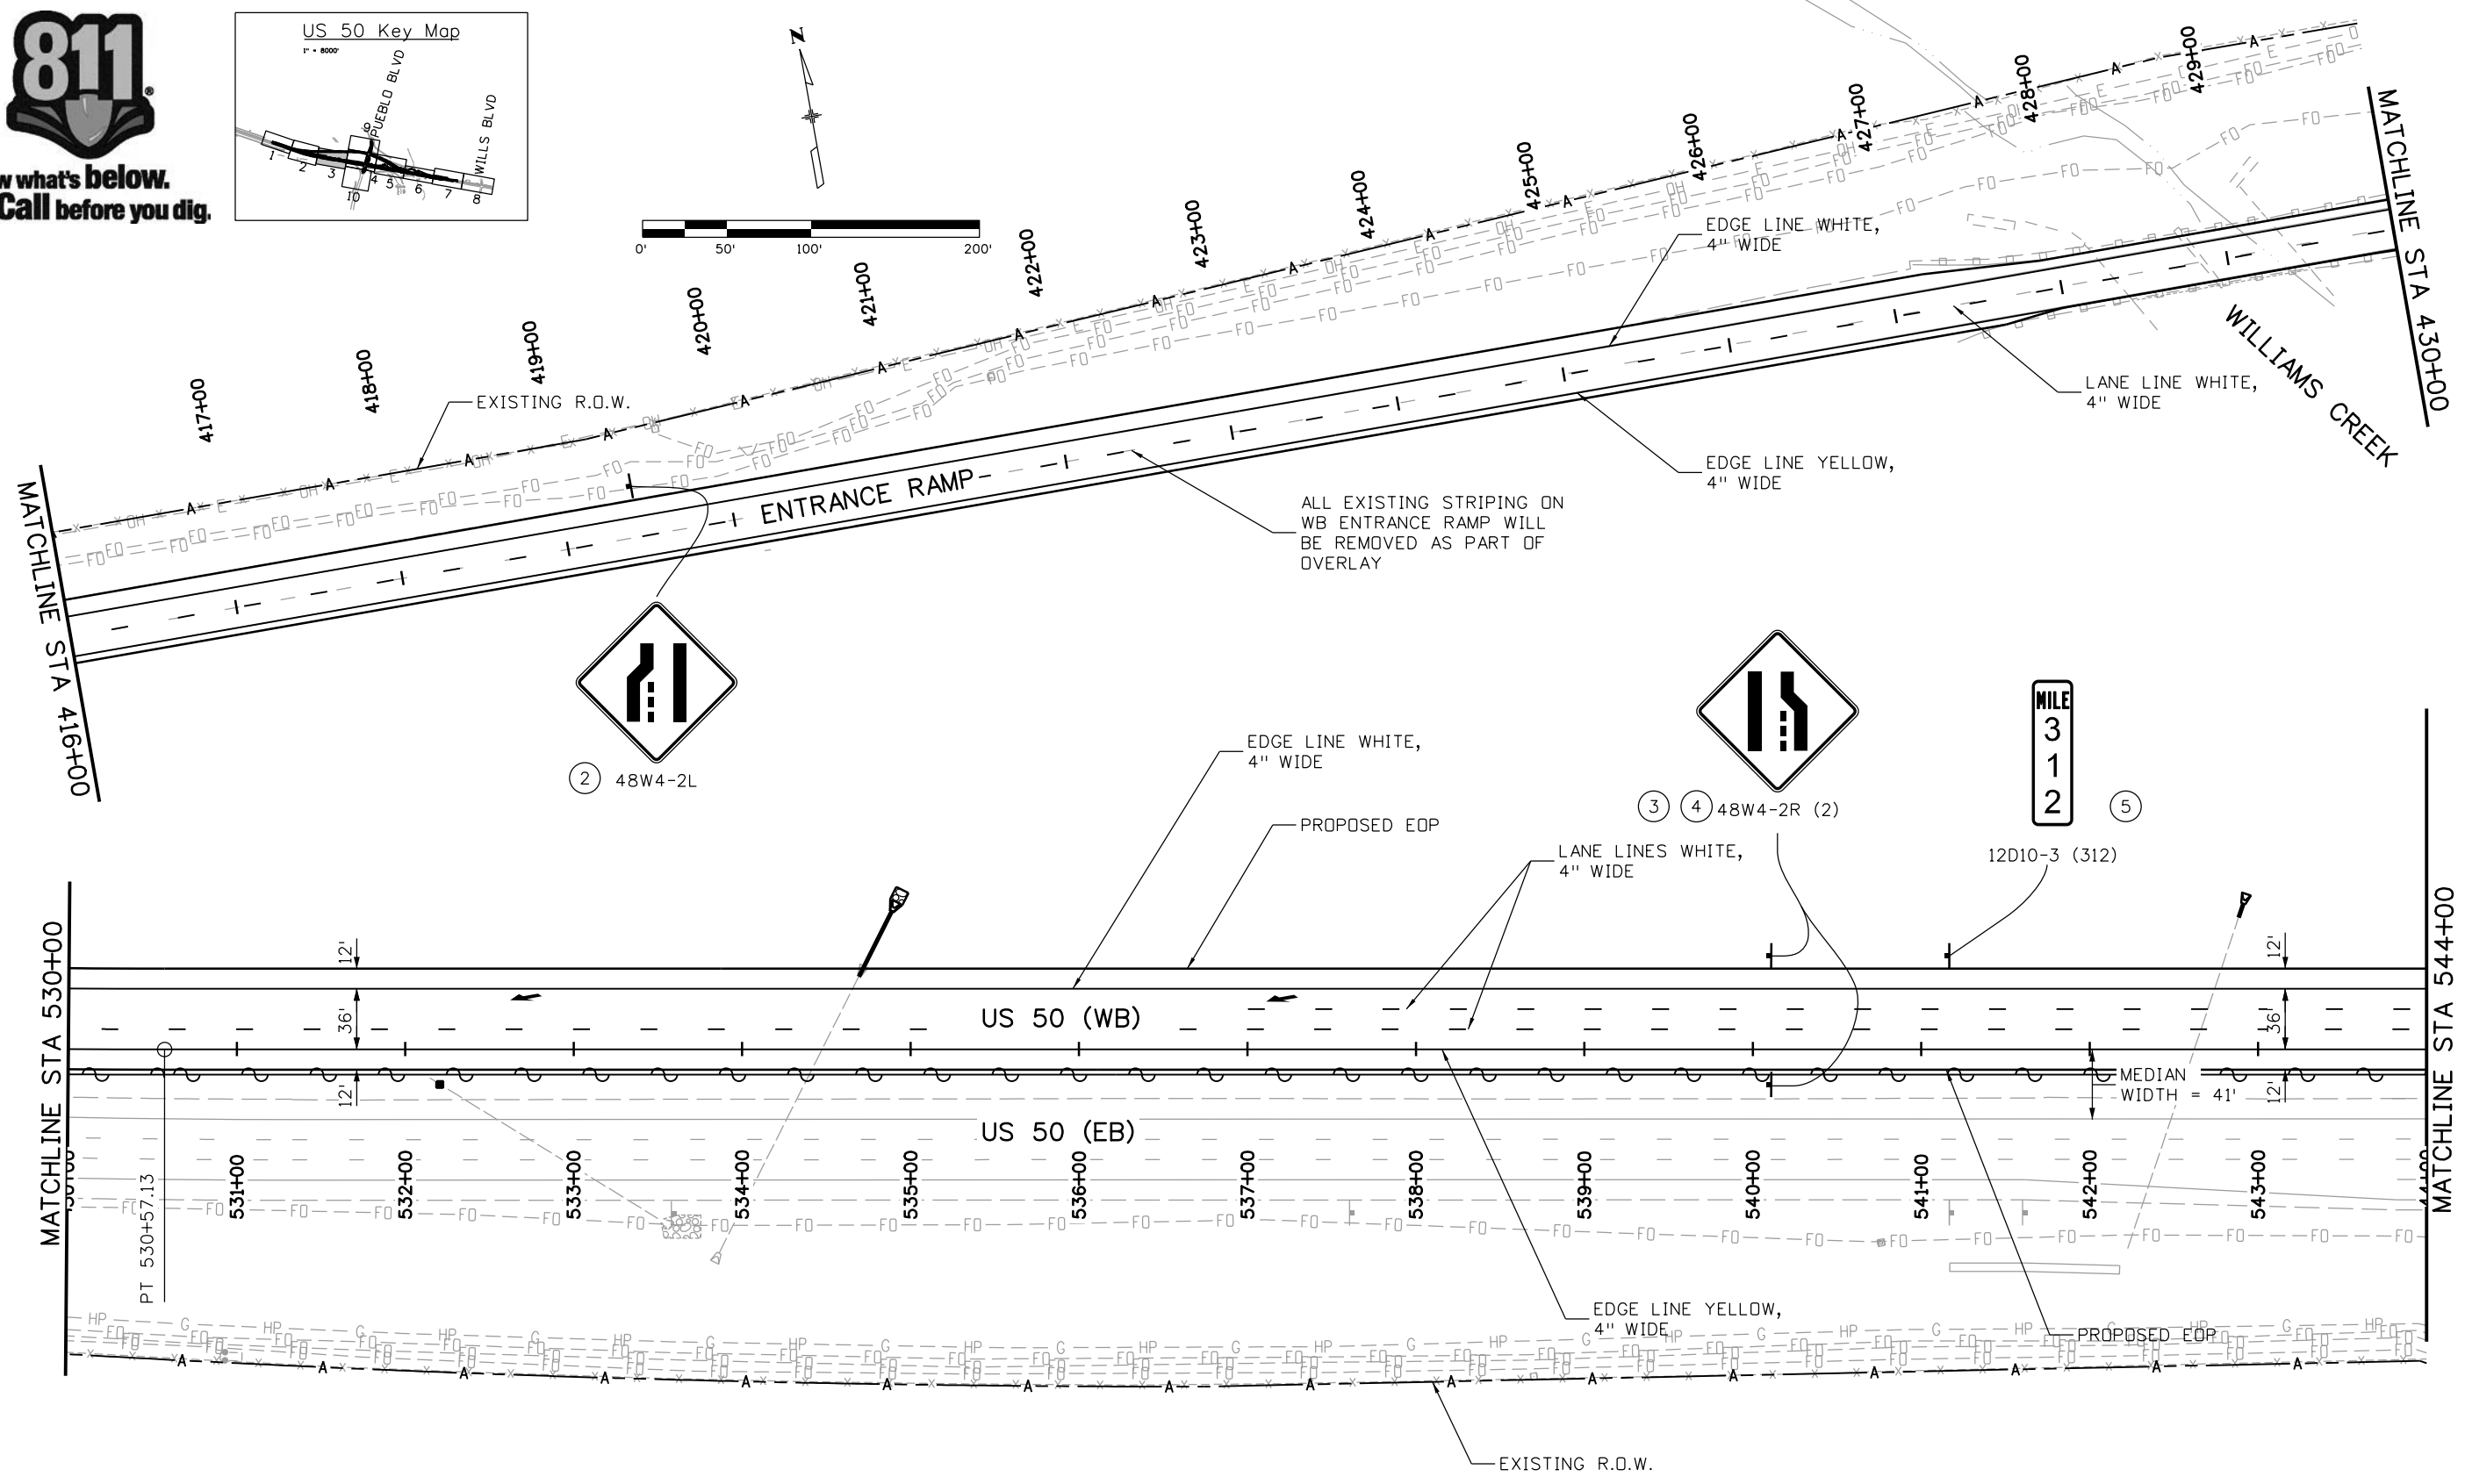 811®
w what's below.
Call before you dig.
US 50 Key Map
1" = 8000'
PUEBLO BLVD
WILLS BLVD
1
2
3
4
5
6
7
8
9
10
N
0'
50'
100'
200'
MATCHLINE STA 416+00
417+00
418+00
419+00
420+00
421+00
422+00
423+00
424+00
425+00
426+00
427+00
428+00
429+00
MATCHLINE STA 430+00
EXISTING R.O.W.
ENTRANCE RAMP
EDGE LINE WHITE,
4" WIDE
LANE LINE WHITE,
4" WIDE
WILLIAMS CREEK
EDGE LINE YELLOW,
4" WIDE
ALL EXISTING STRIPING ON
WB ENTRANCE RAMP WILL
BE REMOVED AS PART OF
OVERLAY
2 48W4-2L
EDGE LINE WHITE,
4" WIDE
PROPOSED EOP
LANE LINES WHITE,
4" WIDE
3 4 48W4-2R (2)
MILE
3
1
2
5
12D10-3 (312)
MATCHLINE STA 530+00
12'
36'
12'
US 50 (WB)
US 50 (EB)
12'
36'
12'
MEDIAN
WIDTH = 41'
MATCHLINE STA 544+00
PT 530+57.13
531+00
532+00
533+00
534+00
535+00
536+00
537+00
538+00
539+00
540+00
541+00
542+00
543+00
EDGE LINE YELLOW,
4" WIDE
PROPOSED EOP
EXISTING R.O.W.